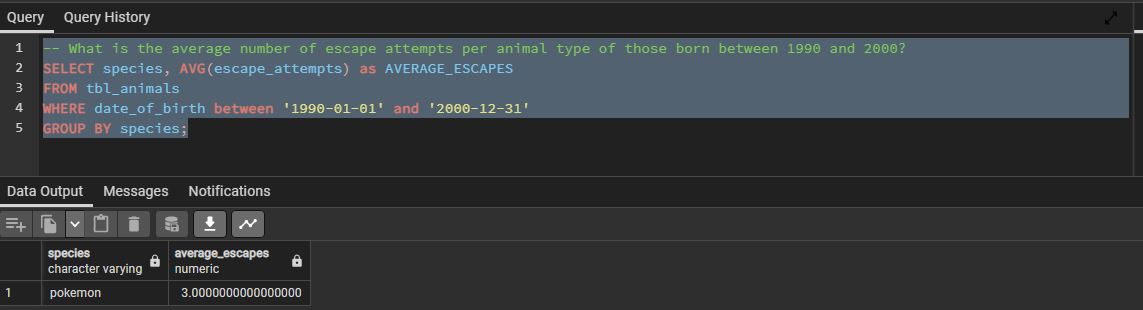 Query Query History
1 -- What is the average number of escape attempts per animal type of those born between 1990 and 2000?
2 SELECT species, AVG(escape_attempts) as AVERAGE_ESCAPES
3 FROM tbl_animals
4 WHERE date_of_birth between '1990-01-01' and '2000-12-31'
5 GROUP BY species;
Data Output Messages Notifications
species average_escapes
character varying numeric
1 pokemon 3.0000000000000000